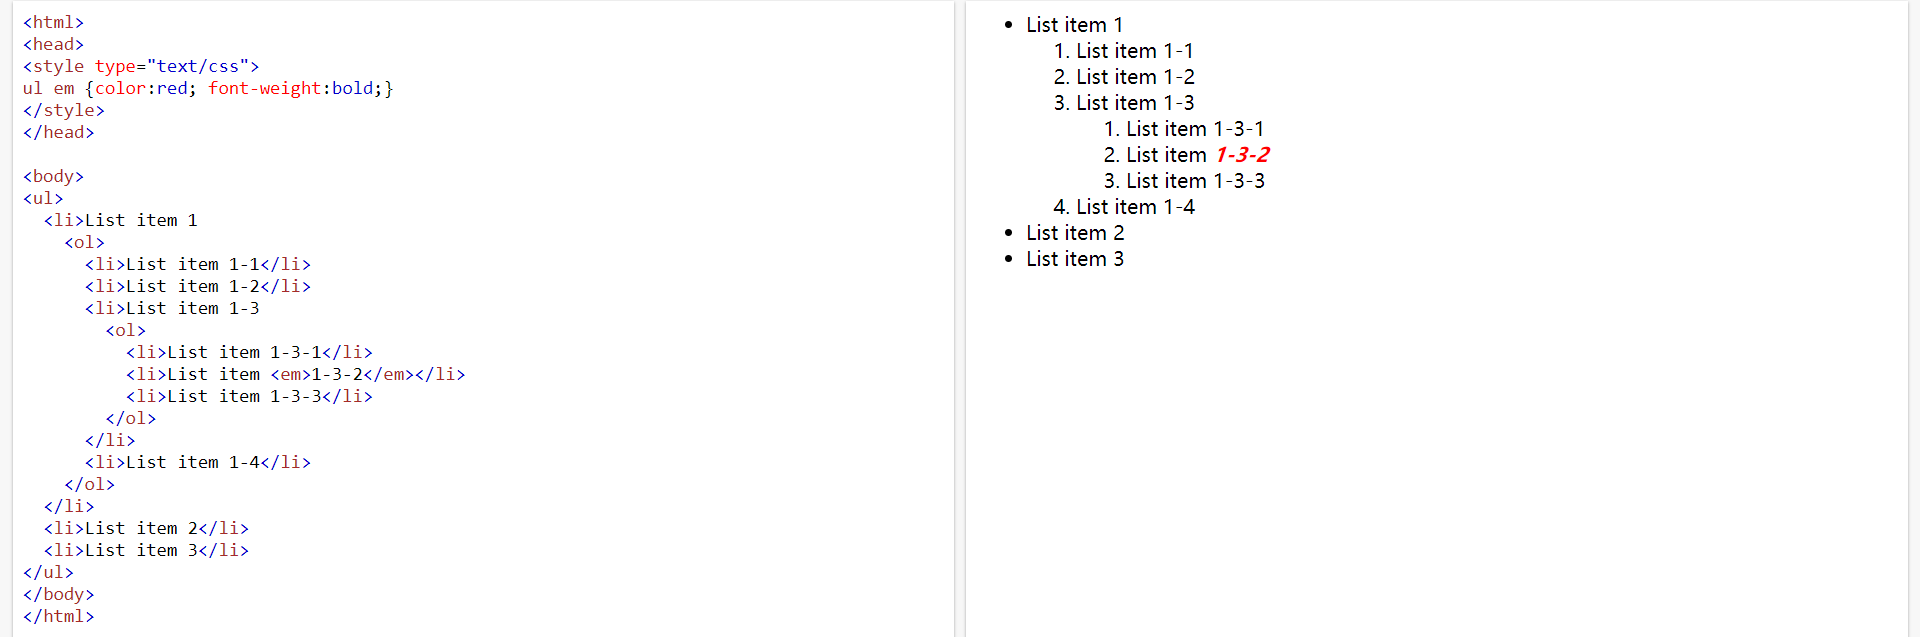 <html>
<head>
<style type="text/css">
ul em {color:red; font-weight:bold;}
</style>
</head>

<body>
<ul>
  <li>List item 1
    <ol>
      <li>List item 1-1</li>
      <li>List item 1-2</li>
      <li>List item 1-3
        <ol>
          <li>List item 1-3-1</li>
          <li>List item <em>1-3-2</em></li>
          <li>List item 1-3-3</li>
        </ol>
      </li>
      <li>List item 1-4</li>
    </ol>
  </li>
  <li>List item 2</li>
  <li>List item 3</li>
</ul>
</body>
</html>
• List item 1
1. List item 1-1
2. List item 1-2
3. List item 1-3
1. List item 1-3-1
2. List item 1-3-2
3. List item 1-3-3
4. List item 1-4
• List item 2
• List item 3